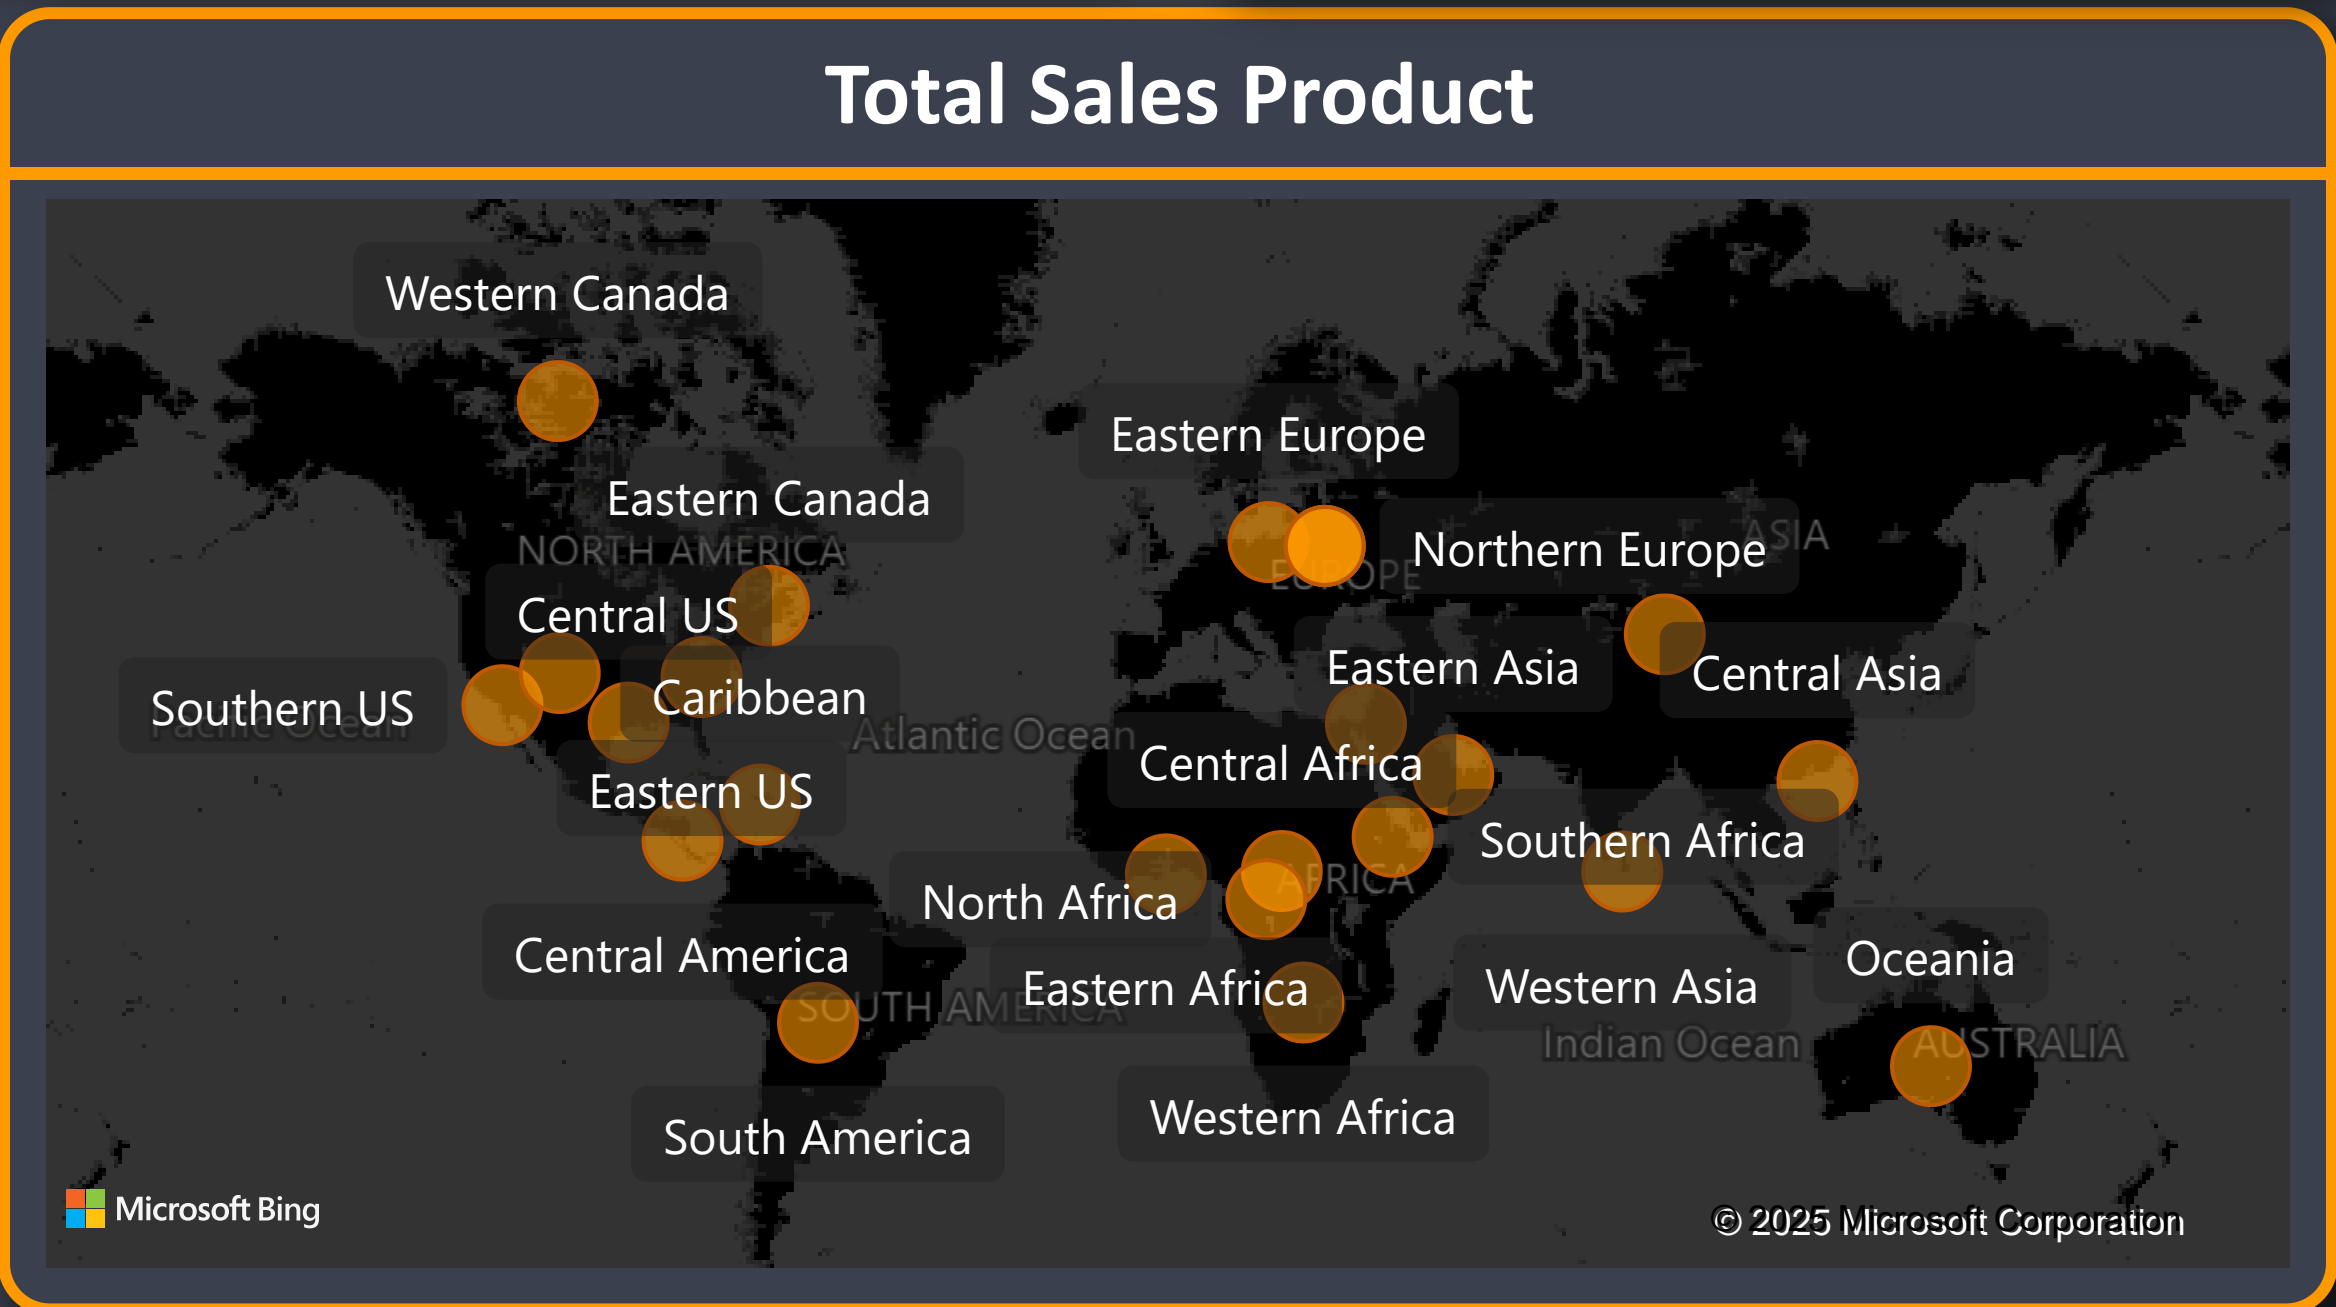 Total Sales Product
Western Canada
Eastern Europe
Eastern Canada
ASIA
NORTH AMERICA
Northern Europe
EUROPE
Central US
Eastern Asia
Central Asia
Southern US
Pacific Ocean
Caribbean
Atlantic Ocean
Central Africa
Eastern US
Southern Africa
AFRICA
North Africa
Central America
Eastern Africa
Western Asia
Oceania
SOUTH AMERICA
Indian Ocean
AUSTRALIA
Western Africa
South America
Microsoft Bing
© 2025 Microsoft Corporation